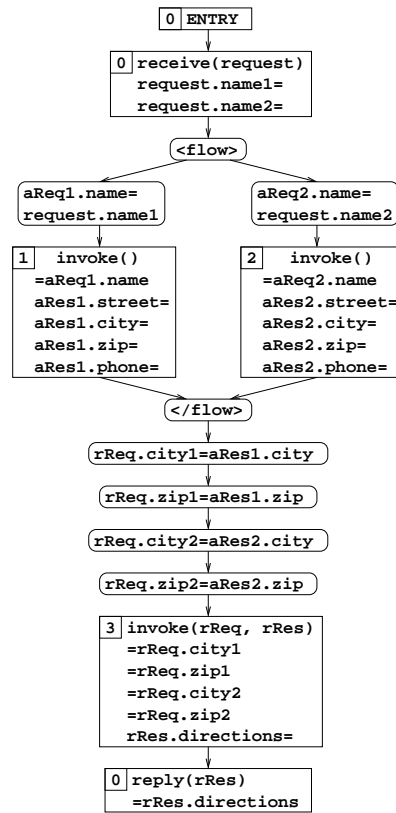 0 ENTRY
0 receive(request)
request.name1=
request.name2=
<flow>
aReq1.name=
request.name1
aReq2.name=
request.name2
1 invoke()
=aReq1.name
aRes1.street=
aRes1.city=
aRes1.zip=
aRes1.phone=
2 invoke()
=aReq2.name
aRes2.street=
aRes2.city=
aRes2.zip=
aRes2.phone=
</flow>
rReq.city1=aRes1.city
rReq.zip1=aRes1.zip
rReq.city2=aRes2.city
rReq.zip2=aRes2.zip
3 invoke(rReq, rRes)
=rReq.city1
=rReq.zip1
=rReq.city2
=rReq.zip2
rRes.directions=
0 reply(rRes)
=rRes.directions